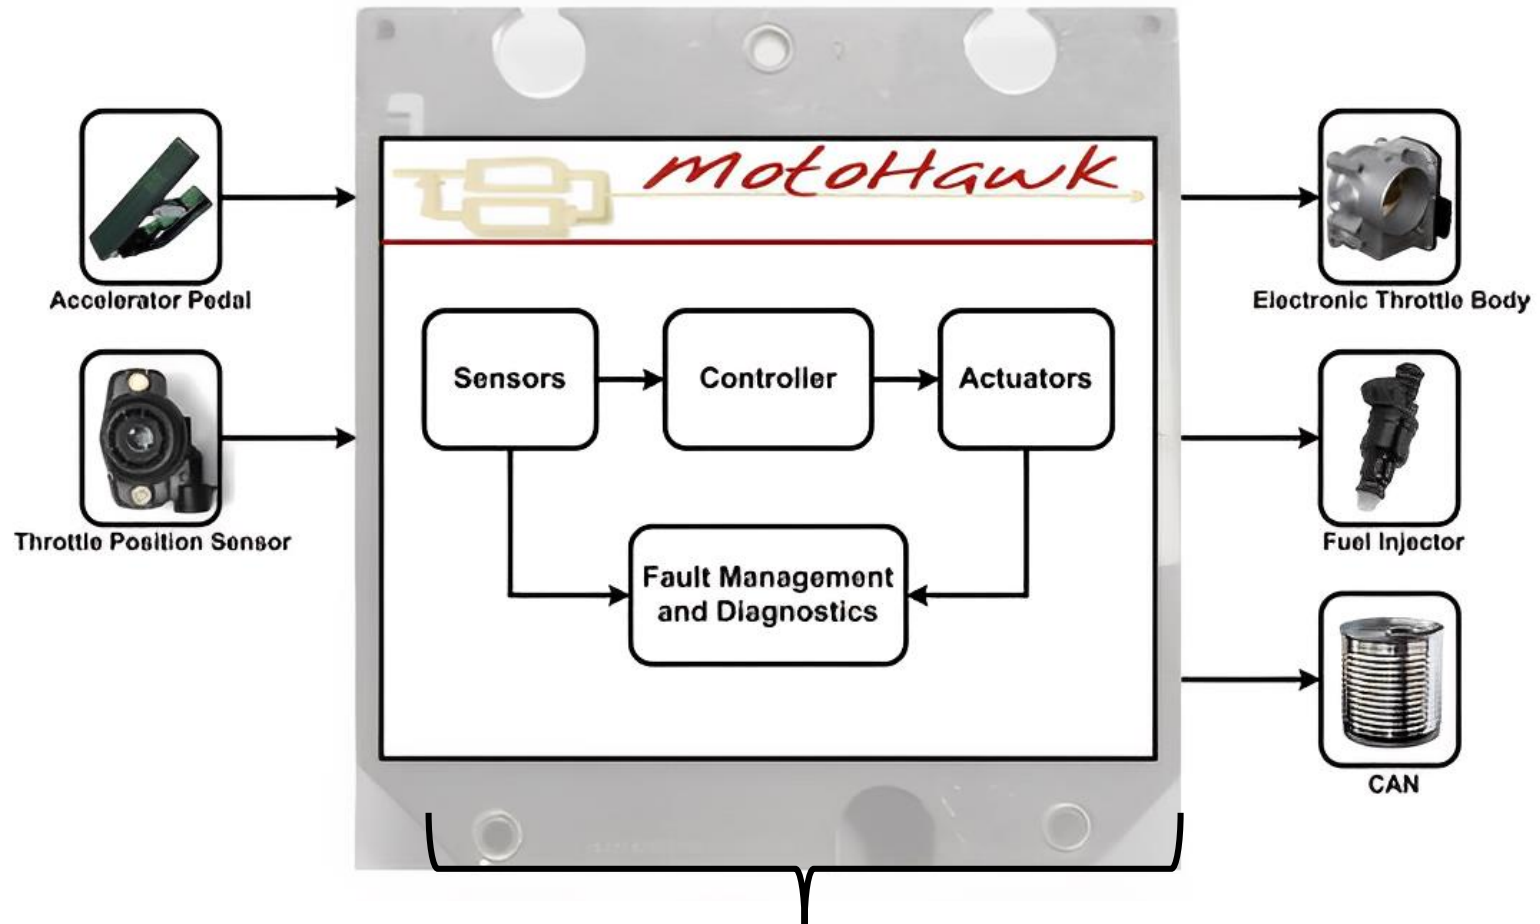 MotoHawk
Accelerator Pedal
Electronic Throttle Body
Sensors
Controller
Actuators
Throttle Position Sensor
Fuel Injector
Fault Management
and Diagnostics
CAN